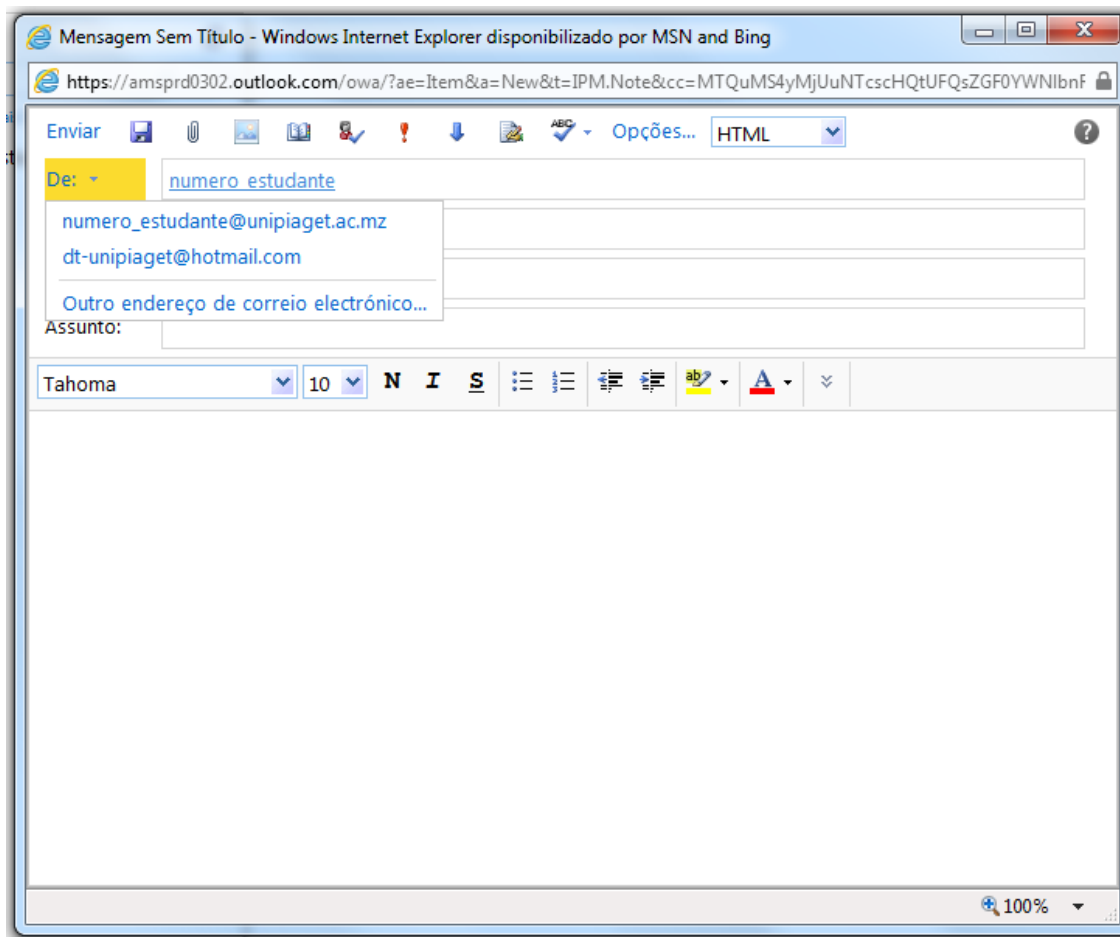 Mensagem Sem Título - Windows Internet Explorer disponibilizado por MSN and Bing
https://amsprd0302.outlook.com/owa/?ae=Item&a=New&t=IPM.Note&cc=
Enviar ABC Opções... HTML ?
De: numero_estudante
numero_estudante@unipiaget.ac.mz
dt-unipiaget@hotmail.com
Outro endereço de correio electrónico...
Assunto:
Tahoma 10 N I S ab A
100%